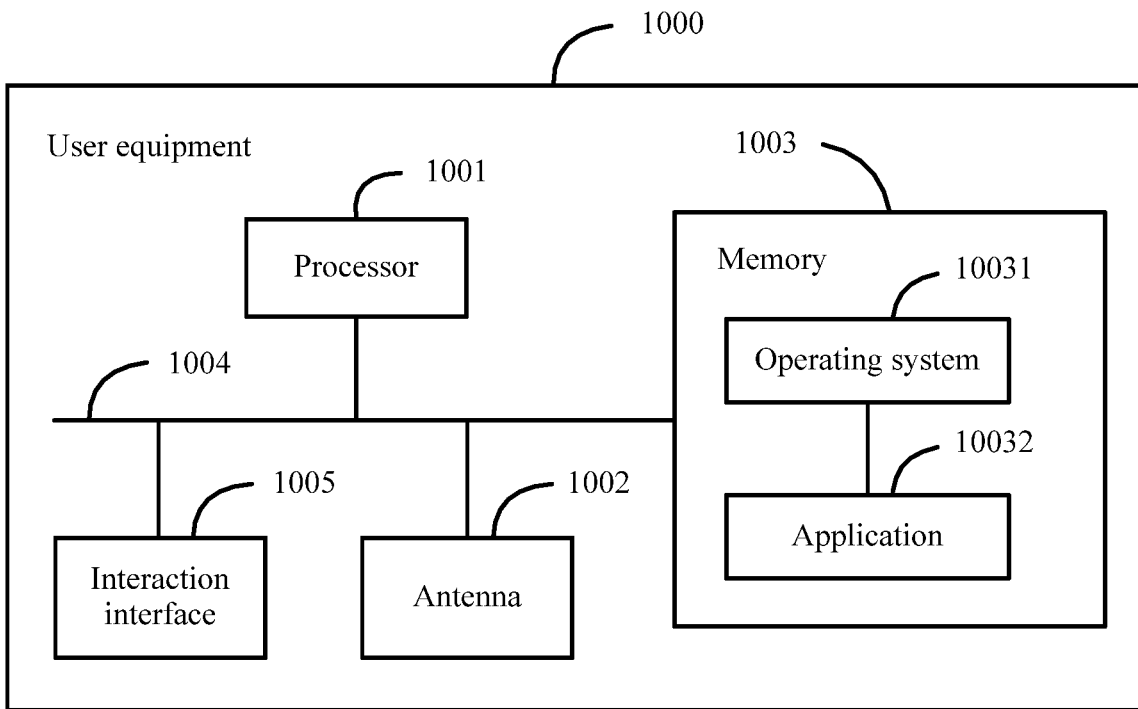 1000
User equipment
1003
1001
Processor
Memory
10031
Operating system
1004
10032
1005
1002
Application
Interaction
interface
Antenna